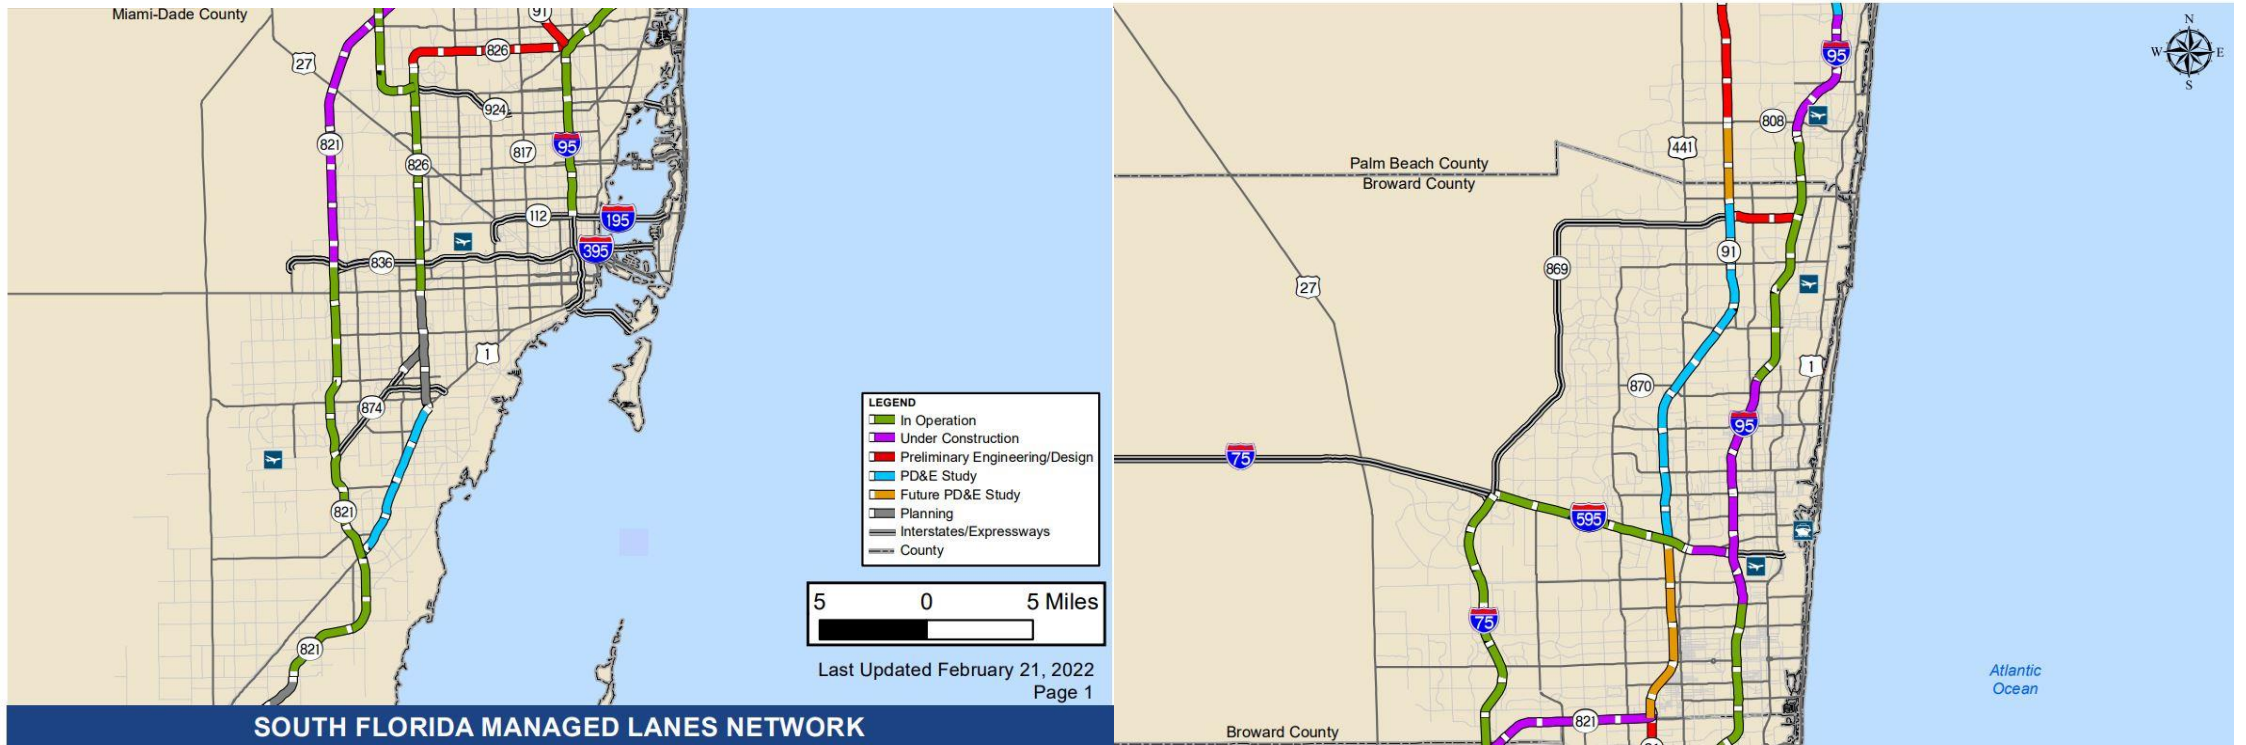 Miami-Dade County
91
826
27
924
821
95
817
826
112
195
395
836
1
874
821
821
LEGEND
In Operation
Under Construction
Preliminary Engineering/Design
PD&E Study
Future PD&E Study
Planning
Interstates/Expressways
County
5 0 5 Miles
Last Updated February 21, 2022
Page 1
SOUTH FLORIDA MANAGED LANES NETWORK
N
W E
S
95
808
441
Palm Beach County
Broward County
91
869
27
1
870
95
75
595
75
Atlantic
Ocean
821
Broward County